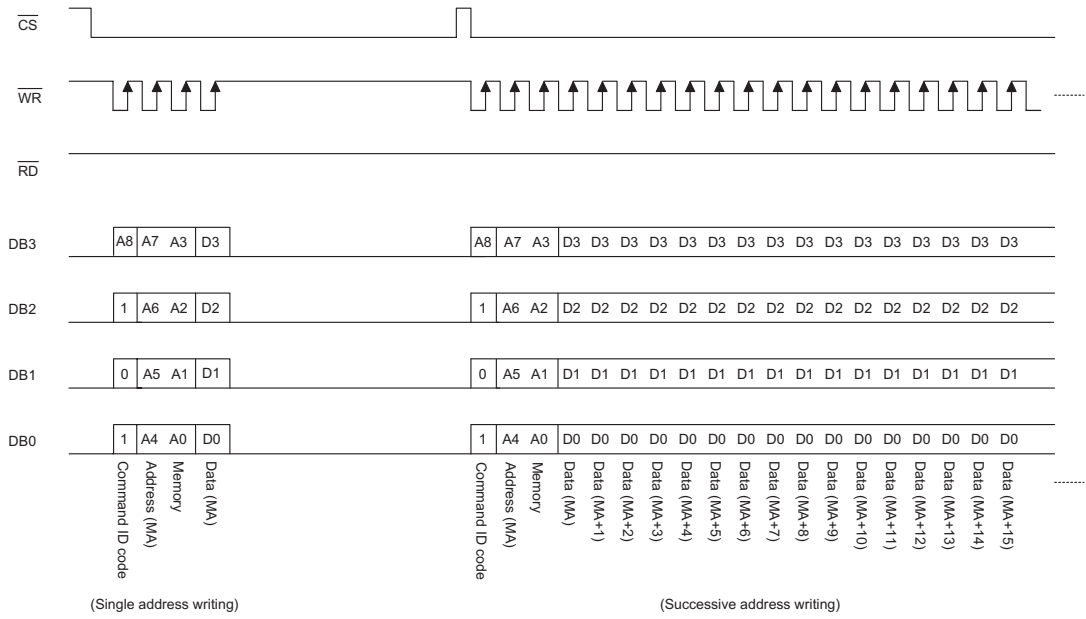 CS
WR
RD
DB3 A8 A7 A3 D3 A8 A7 A3 D3 D3 D3 D3 D3 D3 D3 D3 D3 D3 D3 D3 D3 D3 D3 D3
DB2 1 A6 A2 D2 1 A6 A2 D2 D2 D2 D2 D2 D2 D2 D2 D2 D2 D2 D2 D2 D2 D2 D2
DB1 0 A5 A1 D1 0 A5 A1 D1 D1 D1 D1 D1 D1 D1 D1 D1 D1 D1 D1 D1 D1 D1 D1
DB0 1 A4 A0 D0 1 A4 A0 D0 D0 D0 D0 D0 D0 D0 D0 D0 D0 D0 D0 D0 D0 D0 D0
Command ID code
Address (MA)
Memory
Data (MA)
Command ID code
Address (MA)
Memory
Data (MA)
Data (MA+1)
Data (MA+2)
Data (MA+3)
Data (MA+4)
Data (MA+5)
Data (MA+6)
Data (MA+7)
Data (MA+8)
Data (MA+9)
Data (MA+10)
Data (MA+11)
Data (MA+12)
Data (MA+13)
Data (MA+14)
Data (MA+15)
(Single address writing)
(Successive address writing)